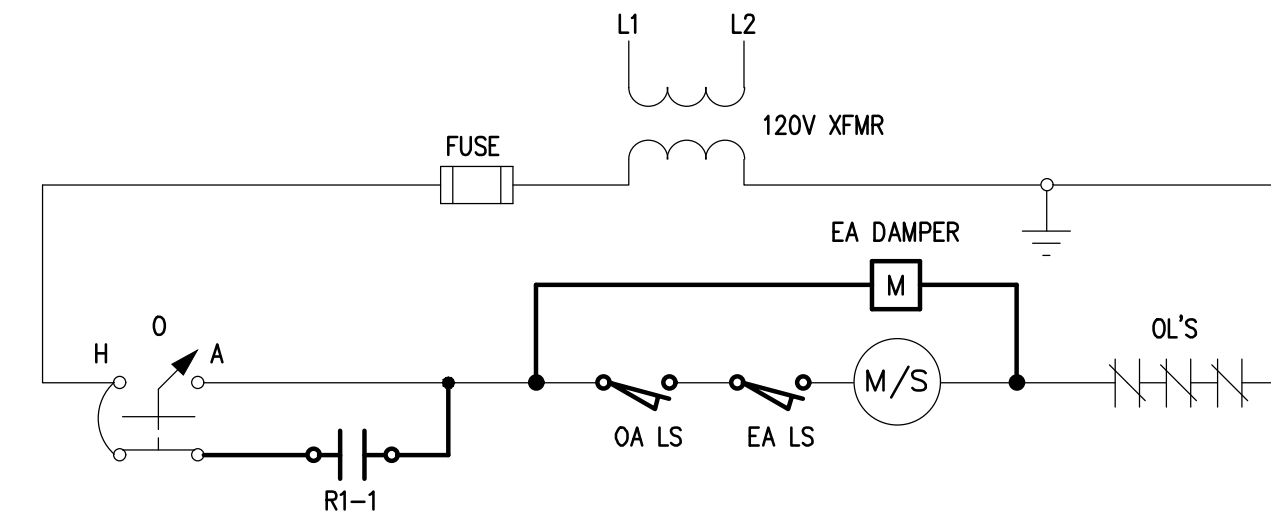 L1 L2
120V XFMR
FUSE
EA DAMPER
M
OL'S
O
H A
M/S
OA LS EA LS
R1-1